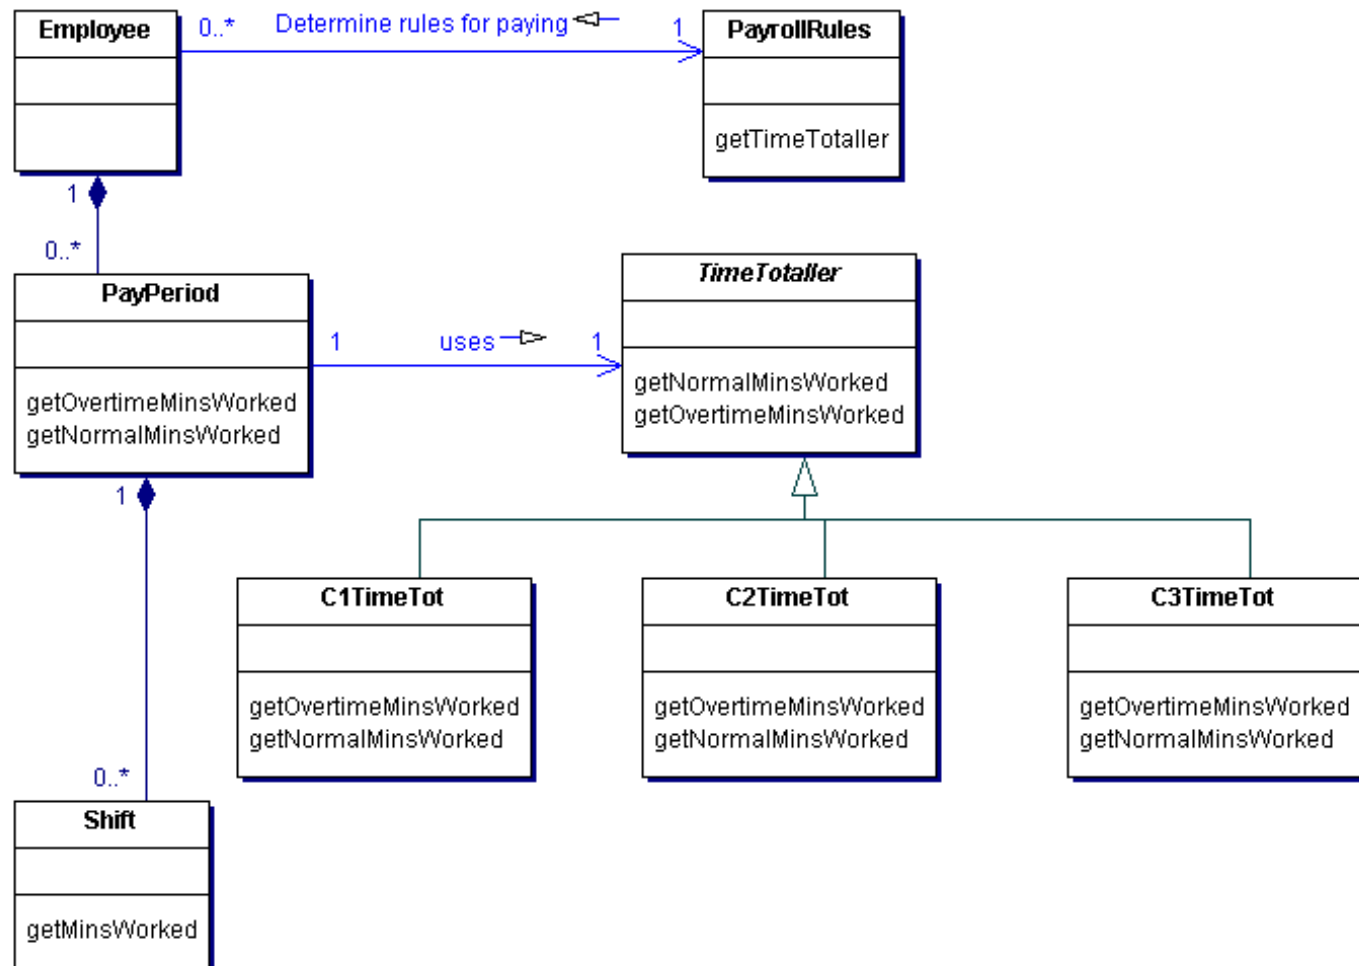 Employee
0..*
Determine rules for paying
1
PayrollRules
getTimeTotaller
1
0..*
PayPeriod
getOvertimeMinsWorked
getNormalMinsWorked
1
uses
1
TimeTotaller
getNormalMinsWorked
getOvertimeMinsWorked
1
0..*
C1TimeTot
getOvertimeMinsWorked
getNormalMinsWorked
C2TimeTot
getOvertimeMinsWorked
getNormalMinsWorked
C3TimeTot
getOvertimeMinsWorked
getNormalMinsWorked
Shift
getMinsWorked